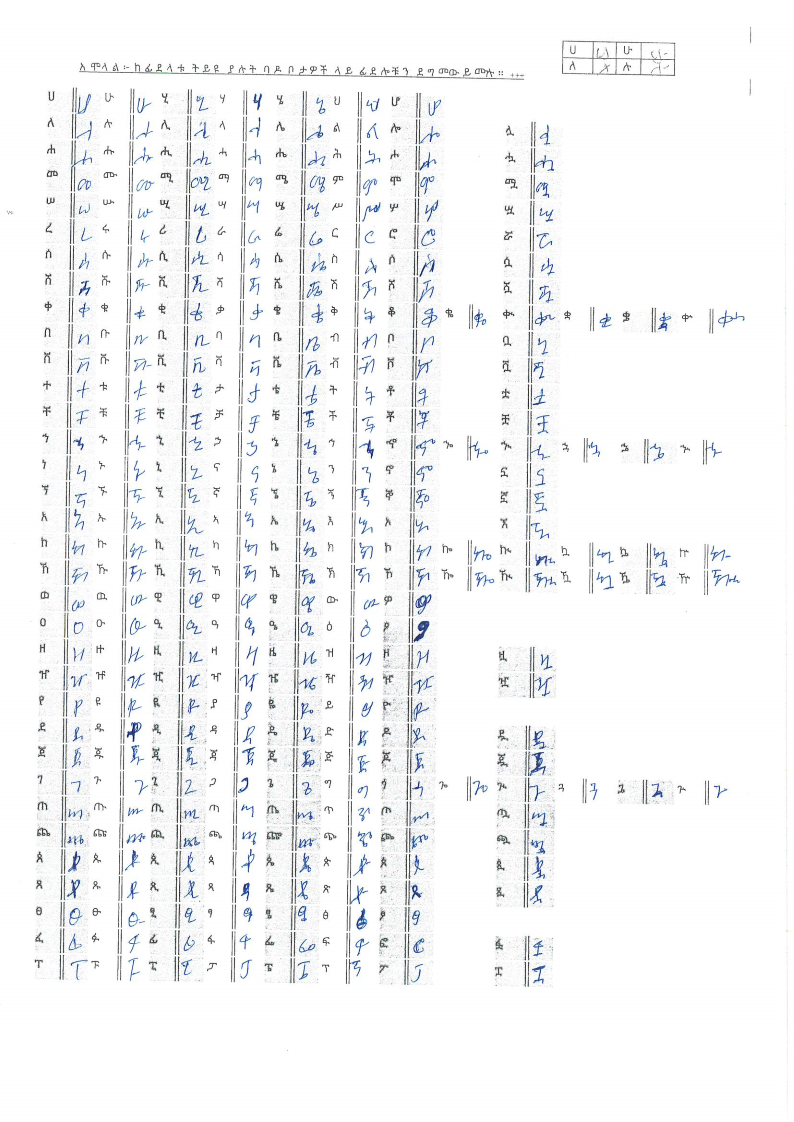 ሀ ሀ ሁ ሁ
ለ ለ ሉ ሉ
አሞላል፡- ከፊደላቱ ትይዩ ያሉት ባዶ ቦታዎች ላይ ፊደሎቹን ደግመው ይሙሉ።
ሀ ሀ ሁ ሁ ሂ ሂ ሃ ሃ ሄ ሄ ህ ህ ሆ ሆ
ለ ለ ሉ ሉ ሊ ሊ ላ ላ ሌ ሌ ል ል ሎ ሎ ሏ ሏ
ሐ ሐ ሑ ሑ ሒ ሒ ሓ ሓ ሔ ሔ ሕ ሕ ሐ ሐ ሗ ሗ
መ መ ሙ ሙ ሚ ሚ ማ ማ ሜ ሜ ም ም ሞ ሞ ሟ ሟ
ሠ ሠ ሡ ሡ ሢ ሢ ሣ ሣ ሤ ሤ ሥ ሥ ሦ ሦ ሧ ሧ
ረ ረ ሩ ሩ ሪ ሪ ራ ራ ሬ ሬ ር ር ሮ ሮ ሯ ሯ
ሰ ሰ ሱ ሱ ሲ ሲ ሳ ሳ ሴ ሴ ስ ስ ሰ ሰ ሷ ሷ
ሸ ሸ ሹ ሹ ሺ ሺ ሻ ሻ ሼ ሼ ሽ ሽ ሸ ሸ ሿ ሿ
ቀ ቀ ቁ ቁ ቂ ቂ ቃ ቃ ቄ ቄ ቅ ቅ ቆ ቆ ቈ ቈ ቊ ቊ ቋ ቋ ቌ ቌ ቍ ቍ
በ በ ቡ ቡ ቢ ቢ ባ ባ ቤ ቤ ብ ብ ቦ ቦ ቧ ቧ
ሸ ሸ ሹ ሹ ሺ ሺ ሻ ሻ ሼ ሼ ሽ ሽ ሾ ሾ ሿ ሿ
ተ ተ ቱ ቱ ቲ ቲ ታ ታ ቴ ቴ ት ት ቶ ቶ ቷ ቷ
ቸ ቸ ቹ ቹ ቺ ቺ ቻ ቻ ቼ ቼ ች ች ቾ ቾ ቿ ቿ
ኀ ኀ ኁ ኁ ኂ ኂ ኃ ኃ ኄ ኄ ኅ ኅ ኆ ኆ ኈ ኈ ኊ ኊ ኋ ኋ ኌ ኌ ኍ ኍ
ነ ነ ኑ ኑ ኒ ኒ ና ና ኔ ኔ ን ን ኖ ኖ ኗ ኗ
ኘ ኘ ኙ ኙ ኚ ኚ ኛ ኛ ኜ ኜ ኝ ኝ ኞ ኞ ኟ ኟ
አ አ ኡ ኡ ኢ ኢ ኣ ኣ ኤ ኤ እ እ አ አ ኧ ኧ
ከ ከ ኩ ኩ ኪ ኪ ካ ካ ኬ ኬ ክ ክ ኮ ኮ ኰ ኰ ኲ ኲ ኳ ኳ ኴ ኴ ኵ ኵ
ኸ ኸ ኹ ኹ ኺ ኺ ኻ ኻ ኼ ኼ ኽ ኽ ኾ ኾ ዀ ዀ ዂ ዂ ዃ ዃ ዄ ዄ ዅ ዅ
ወ ወ ዉ ዉ ዊ ዊ ዋ ዋ ዌ ዌ ው ው ዎ ዎ
ዐ ዐ ዑ ዑ ዒ ዒ ዓ ዓ ዔ ዔ ዕ ዕ ዖ ዖ
ዘ ዘ ዙ ዙ ዚ ዚ ዛ ዛ ዜ ዜ ዝ ዝ ዞ ዞ ዟ ዟ
ዠ ዠ ዡ ዡ ዢ ዢ ዣ ዣ ዤ ዤ ዥ ዥ ዦ ዦ ዧ ዧ
የ የ ዩ ዩ ዪ ዪ ያ ያ ዬ ዬ ይ ይ ዮ ዮ
ደ ደ ዱ ዱ ዲ ዲ ዳ ዳ ዴ ዴ ድ ድ ዶ ዶ ዷ ዷ
ጀ ጀ ጁ ጁ ጂ ጂ ጃ ጃ ጄ ጄ ጅ ጅ ጆ ጆ ጇ ጇ
ገ ገ ጉ ጉ ጊ ጊ ጋ ጋ ጌ ጌ ግ ግ ጎ ጎ ጐ ጐ ጒ ጒ ጓ ጓ ጔ ጔ ጕ ጕ
ጠ ጠ ጡ ጡ ጢ ጢ ጣ ጣ ጤ ጤ ጥ ጥ ጦ ጦ ጧ ጧ
ጨ ጨ ጩ ጩ ጪ ጪ ጫ ጫ ጬ ጬ ጭ ጭ ጮ ጮ ጯ ጯ
ጰ ጰ ጱ ጱ ጲ ጲ ጳ ጳ ጴ ጴ ጵ ጵ ጶ ጶ ጷ ጷ
ጸ ጸ ጹ ጹ ጺ ጺ ጻ ጻ ጼ ጼ ጽ ጽ ጾ ጾ ጿ ጿ
ፀ ፀ ፁ ፁ ፂ ፂ ፃ ፃ ፄ ፄ ፅ ፅ ፆ ፆ
ፈ ፈ ፉ ፉ ፊ ፊ ፋ ፋ ፌ ፌ ፍ ፍ ፎ ፎ ፏ ፏ
ፐ ፐ ፑ ፑ ፒ ፒ ፓ ፓ ፔ ፔ ፕ ፕ ፖ ፖ ፗ ፗ